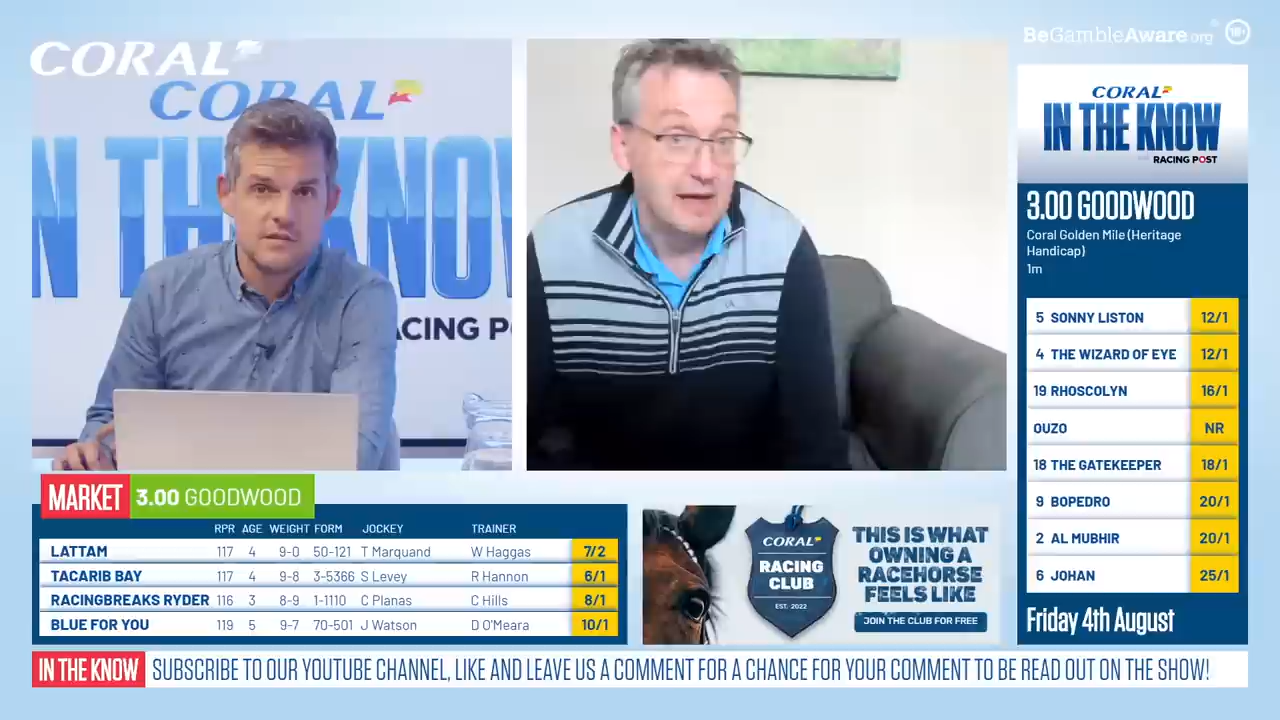 CORAL
BeGambleAware.org 18+
CORAL
N THE KNOW
ACING P
CORAL
IN THE KNOW
RACING POST
3.00 GOODWOOD
Coral Golden Mile (Heritage
Handicap)
1m
5 SONNY LISTON 12/1
4 THE WIZARD OF EYE 12/1
19 RHOSCOLYN 16/1
OUZO NR
18 THE GATEKEEPER 18/1
9 BOPEDRO 20/1
2 AL MUBHIR 20/1
6 JOHAN 25/1
Friday 4th August
MARKET 3.00 GOODWOOD
RPR AGE WEIGHT FORM JOCKEY TRAINER
LATTAM 117 4 9-0 50-121 T Marquand W Haggas 7/2
TACARIB BAY 117 4 9-8 3-5366 S Levey R Hannon 6/1
RACINGBREAKS RYDER 116 3 8-9 1-1110 C Planas C Hills 8/1
BLUE FOR YOU 119 5 9-7 70-501 J Watson D O'Meara 10/1
CORAL
RACING
CLUB
EST. 2022
THIS IS WHAT
OWNING A
RACEHORSE
FEELS LIKE
JOIN THE CLUB FOR FREE
IN THE KNOW SUBSCRIBE TO OUR YOUTUBE CHANNEL, LIKE AND LEAVE US A COMMENT FOR A CHANCE FOR YOUR COMMENT TO BE READ OUT ON THE SHOW!